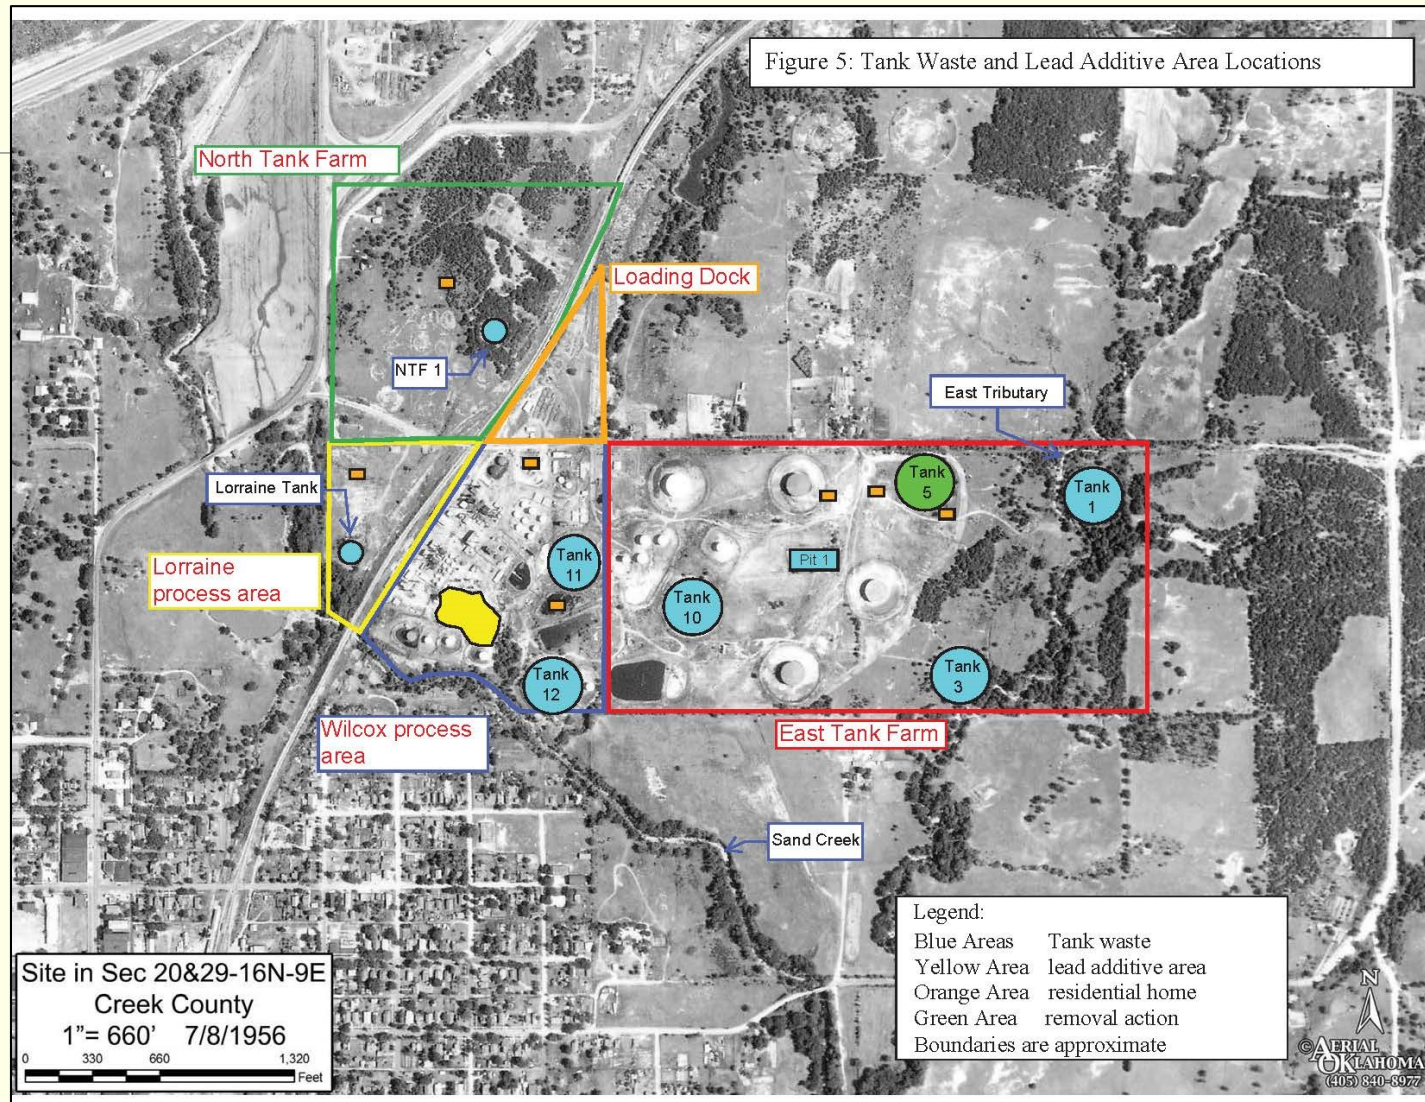 Figure 5: Tank Waste and Lead Additive Area Locations
North Tank Farm
Loading Dock
NTF 1
East Tributary
Lorraine Tank
Tank
5
Tank
1
Lorraine
process area
Tank
11
Pit 1
Tank
10
Tank
12
Tank
3
Wilcox process
area
East Tank Farm
Sand Creek
Legend:
Blue Areas Tank waste
Yellow Area lead additive area
Orange Area residential home
Green Area removal action
Boundaries are approximate
Site in Sec 20&29-16N-9E
Creek County
1"= 660' 7/8/1956
0 330 660 1,320
Feet
N
© AERIAL
OKLAHOMA
(405) 840-8977